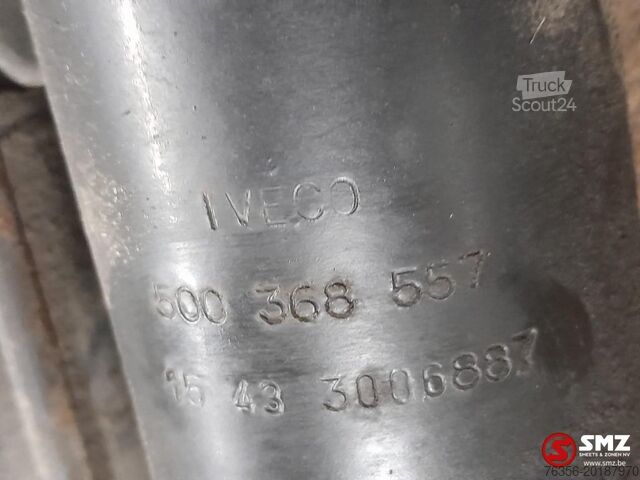 Truck
Scout24
IVECO
500 368 557
15 43 3006887
SMZ
SMEETS & ZONEN NV
www.smz.be
76356-20187970